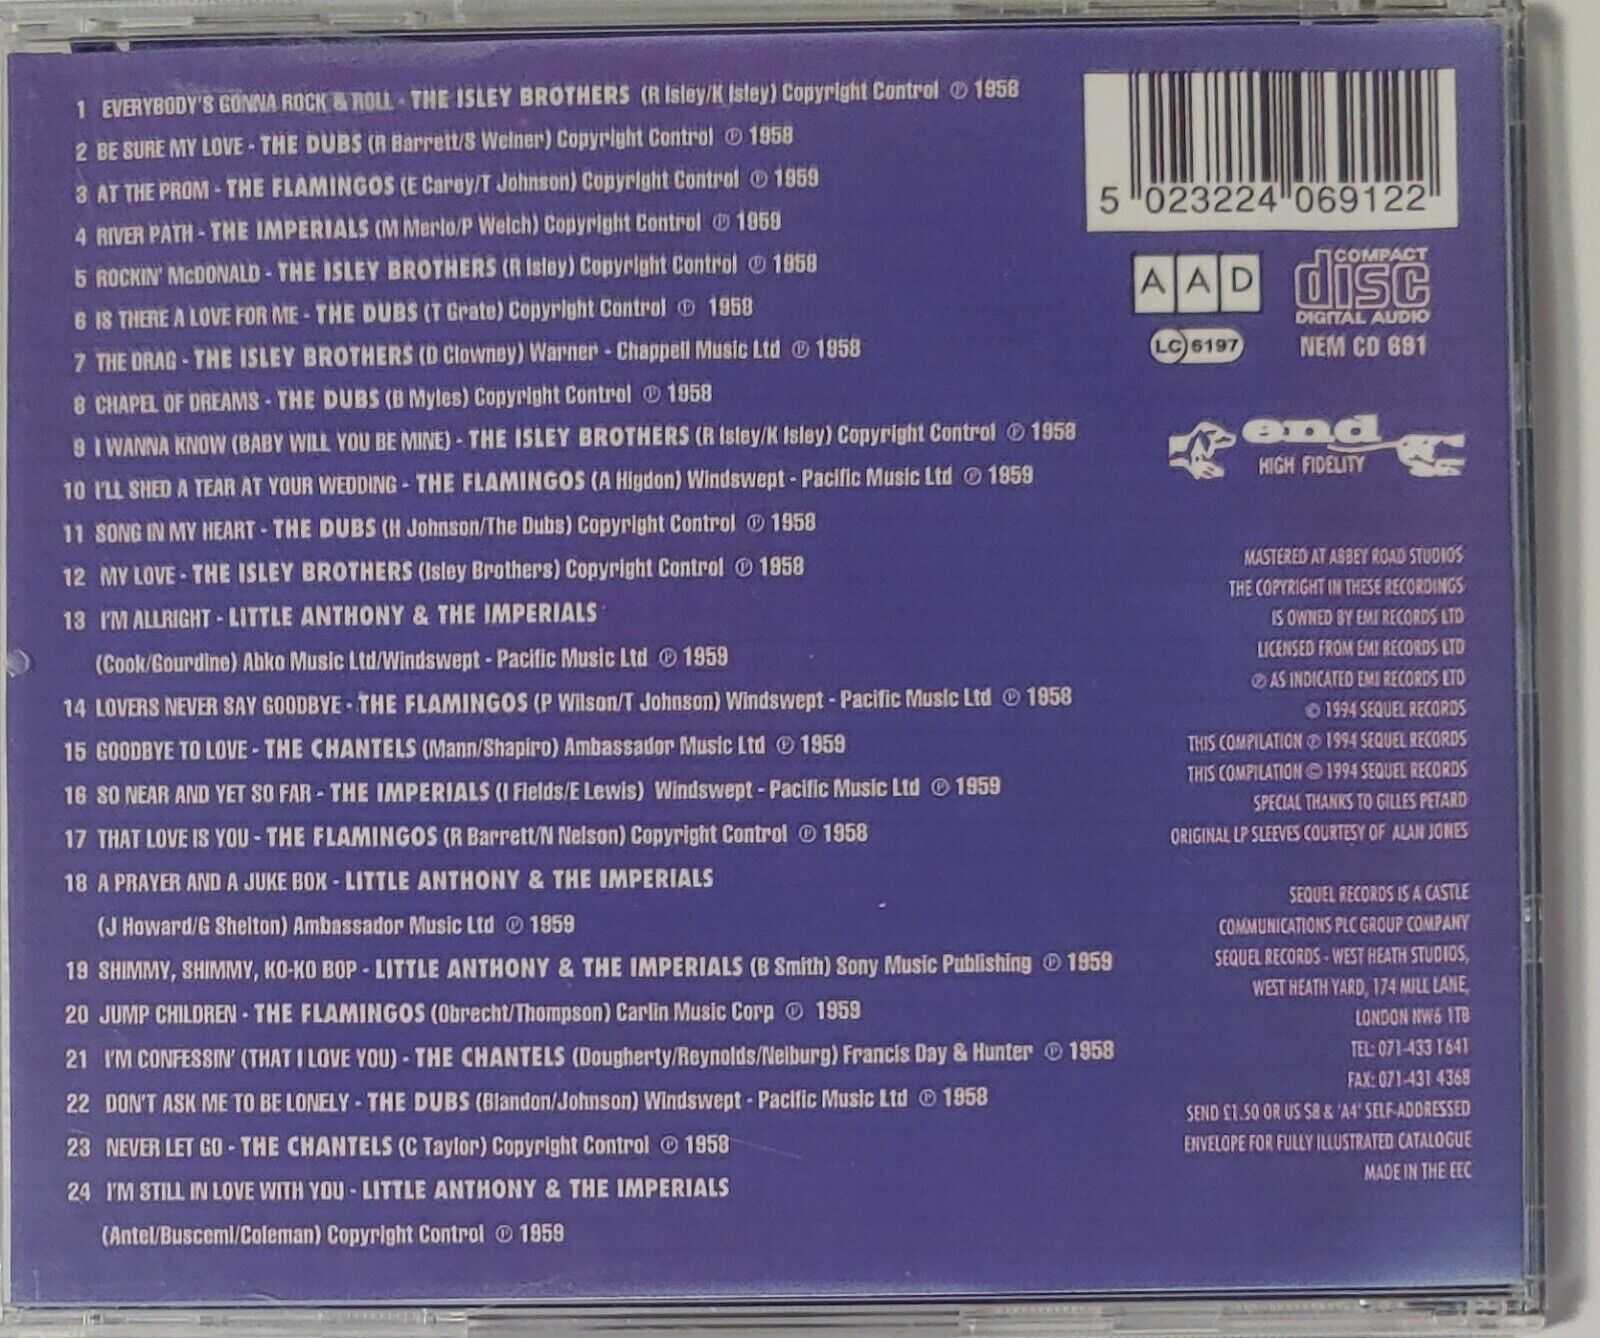 1 EVERYBODY'S GONNA ROCK & ROLL - THE ISLEY BROTHERS (R Isley/K Isley) Copyright Control ℗ 1958
2 BE SURE MY LOVE - THE DUBS (R Barrett/S Weiner) Copyright Control ℗ 1958
3 AT THE PROM - THE FLAMINGOS (E Carey/T Johnson) Copyright Control ℗ 1959
4 RIVER PATH - THE IMPERIALS (M Merlo/P Welch) Copyright Control ℗ 1959
5 ROCKIN' McDONALD - THE ISLEY BROTHERS (R Isley) Copyright Control ℗ 1958
6 IS THERE A LOVE FOR ME - THE DUBS (T Grate) Copyright Control ℗ 1958
7 THE DRAG - THE ISLEY BROTHERS (D Clowney) Warner - Chappell Music Ltd ℗ 1958
8 CHAPEL OF DREAMS - THE DUBS (B Myles) Copyright Control ℗ 1958
9 I WANNA KNOW (BABY WILL YOU BE MINE) - THE ISLEY BROTHERS (R Isley/K Isley) Copyright Control ℗ 1958
10 I'LL SHED A TEAR AT YOUR WEDDING - THE FLAMINGOS (A Higdon) Windswept - Pacific Music Ltd ℗ 1959
11 SONG IN MY HEART - THE DUBS (H Johnson/The Dubs) Copyright Control ℗ 1958
12 MY LOVE - THE ISLEY BROTHERS (Isley Brothers) Copyright Control ℗ 1958
13 I'M ALLRIGHT - LITTLE ANTHONY & THE IMPERIALS
(Cook/Gourdine) Abko Music Ltd/Windswept - Pacific Music Ltd ℗ 1959
14 LOVERS NEVER SAY GOODBYE - THE FLAMINGOS (P Wilson/T Johnson) Windswept - Pacific Music Ltd ℗ 1958
15 GOODBYE TO LOVE - THE CHANTELS (Mann/Shapiro) Ambassador Music Ltd ℗ 1959
16 SO NEAR AND YET SO FAR - THE IMPERIALS (I Fields/E Lewis) Windswept - Pacific Music Ltd ℗ 1959
17 THAT LOVE IS YOU - THE FLAMINGOS (R Barrett/N Nelson) Copyright Control ℗ 1958
18 A PRAYER AND A JUKE BOX - LITTLE ANTHONY & THE IMPERIALS
(J Howard/G Shelton) Ambassador Music Ltd ℗ 1959
19 SHIMMY, SHIMMY, KO-KO BOP - LITTLE ANTHONY & THE IMPERIALS (B Smith) Sony Music Publishing ℗ 1959
20 JUMP CHILDREN - THE FLAMINGOS (Obrecht/Thompson) Carlin Music Corp ℗ 1959
21 I'M CONFESSIN' (THAT I LOVE YOU) - THE CHANTELS (Dougherty/Reynolds/Neiburg) Francis Day & Hunter ℗ 1958
22 DON'T ASK ME TO BE LONELY - THE DUBS (Blandon/Johnson) Windswept - Pacific Music Ltd ℗ 1958
23 NEVER LET GO - THE CHANTELS (C Taylor) Copyright Control ℗ 1958
24 I'M STILL IN LOVE WITH YOU - LITTLE ANTHONY & THE IMPERIALS
(Antel/Buscemi/Coleman) Copyright Control ℗ 1959
5 023224 069122
A A D
COMPACT
disc
DIGITAL AUDIO
LC 6197
NEM CD 691
end
HIGH FIDELITY
MASTERED AT ABBEY ROAD STUDIOS
THE COPYRIGHT IN THESE RECORDINGS
IS OWNED BY EMI RECORDS LTD
LICENSED FROM EMI RECORDS LTD
℗ AS INDICATED EMI RECORDS LTD
© 1994 SEQUEL RECORDS
THIS COMPILATION ℗ 1994 SEQUEL RECORDS
THIS COMPILATION © 1994 SEQUEL RECORDS
SPECIAL THANKS TO GILLES PETARD
ORIGINAL LP SLEEVES COURTESY OF ALAN JONES
SEQUEL RECORDS IS A CASTLE
COMMUNICATIONS PLC GROUP COMPANY
SEQUEL RECORDS - WEST HEATH STUDIOS,
WEST HEATH YARD, 174 MILL LANE,
LONDON NW6 1TB
TEL: 071-433 1641
FAX: 071-431 4368
SEND £1.50 OR US $8 & 'A4' SELF-ADDRESSED
ENVELOPE FOR FULLY ILLUSTRATED CATALOGUE
MADE IN THE EEC